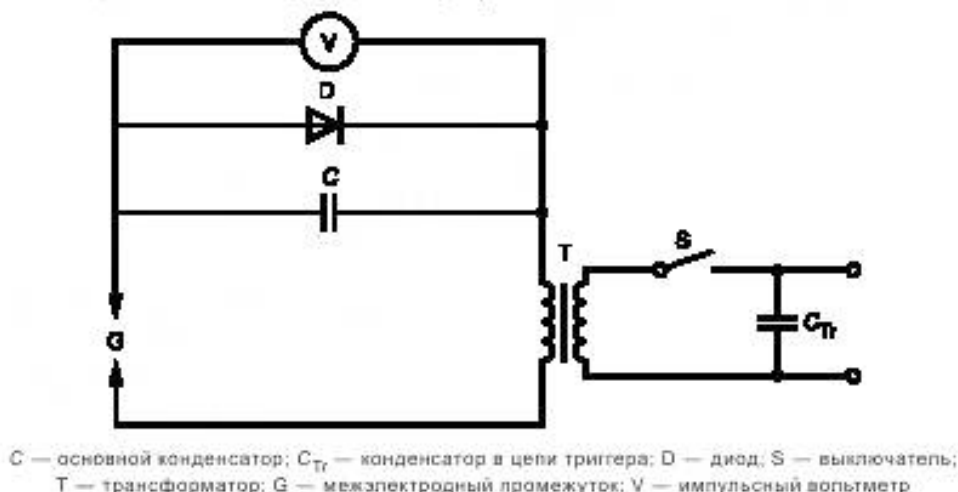 V
D
C
T
S
G
C_Tr
C — основной конденсатор; C_Tr — конденсатор в цепи триггера; D — диод; S — выключатель;
T — трансформатор; G — межэлектродный промежуток; V — импульсный вольтметр